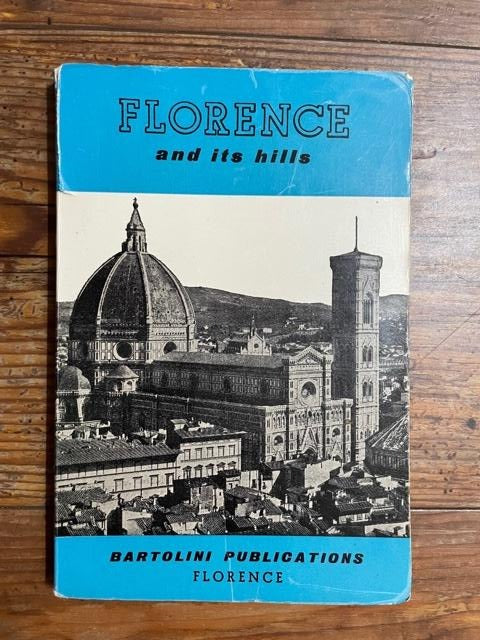 FLORENCE
and its hills
BARTOLINI PUBLICATIONS
FLORENCE